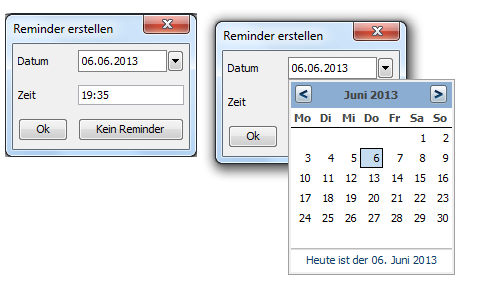 Reminder erstellen
Datum 06.06.2013
Zeit 19:35
Ok Kein Reminder
Reminder erstellen
Datum 06.06.2013
Zeit
Ok
Juni 2013
Mo Di Mi Do Fr Sa So
1 2
3 4 5 6 7 8 9
10 11 12 13 14 15 16
17 18 19 20 21 22 23
24 25 26 27 28 29 30
Heute ist der 06. Juni 2013